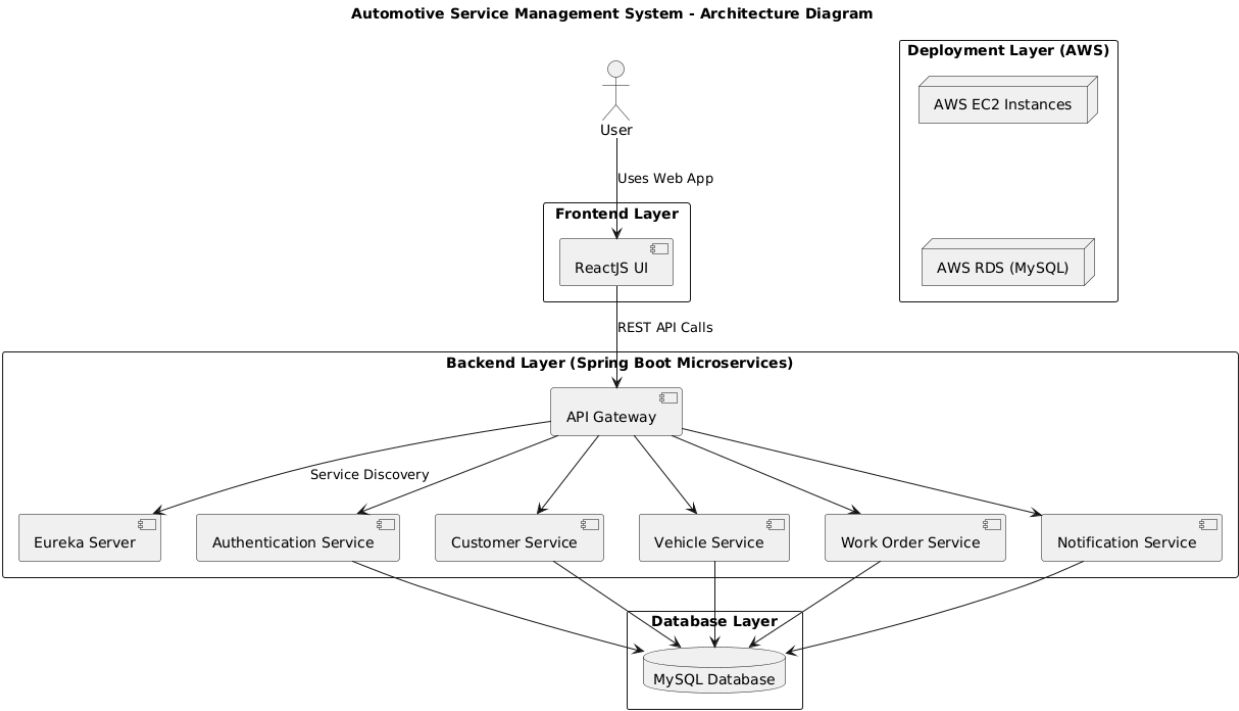 Automotive Service Management System - Architecture Diagram
Deployment Layer (AWS)
AWS EC2 Instances
User
Uses Web App
Frontend Layer
ReactJS UI
AWS RDS (MySQL)
REST API Calls
Backend Layer (Spring Boot Microservices)
API Gateway
Service Discovery
Eureka Server
Authentication Service
Customer Service
Vehicle Service
Work Order Service
Notification Service
Database Layer
MySQL Database